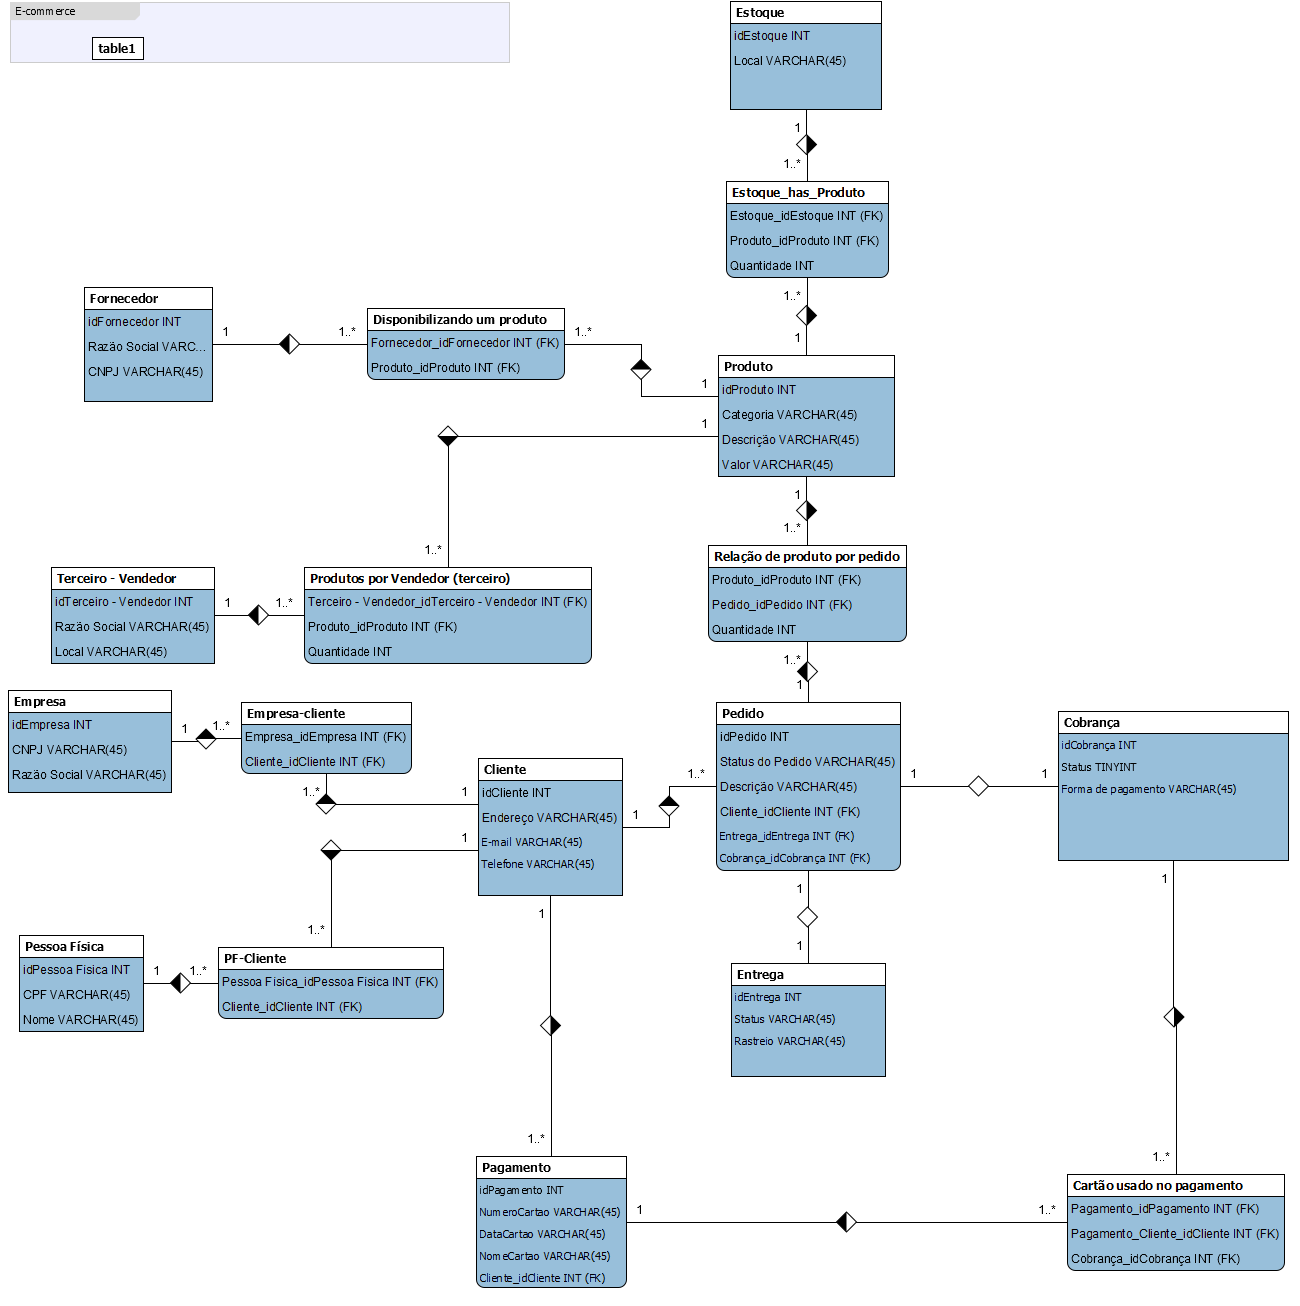 E-commerce
table1
Estoque
idEstoque INT
Local VARCHAR(45)
1
1..*
Estoque_has_Produto
Estoque_idEstoque INT (FK)
Produto_idProduto INT (FK)
Quantidade INT
1..*
1
Fornecedor
idFornecedor INT
Razão Social VARC...
CNPJ VARCHAR(45)
1
1..*
Disponibilizando um produto
Fornecedor_idFornecedor INT (FK)
Produto_idProduto INT (FK)
1..*
1
Produto
idProduto INT
Categoria VARCHAR(45)
Descrição VARCHAR(45)
Valor VARCHAR(45)
1
1..*
1
1..*
Terceiro - Vendedor
idTerceiro - Vendedor INT
Razão Social VARCHAR(45)
Local VARCHAR(45)
1
1..*
Produtos por Vendedor (terceiro)
Terceiro - Vendedor_idTerceiro - Vendedor INT (FK)
Produto_idProduto INT (FK)
Quantidade INT
Relação de produto por pedido
Produto_idProduto INT (FK)
Pedido_idPedido INT (FK)
Quantidade INT
1..*
1
Empresa
idEmpresa INT
CNPJ VARCHAR(45)
Razão Social VARCHAR(45)
1
1..*
Empresa-cliente
Empresa_idEmpresa INT (FK)
Cliente_idCliente INT (FK)
1..*
1
Cliente
idCliente INT
Endereço VARCHAR(45)
E-mail VARCHAR(45)
Telefone VARCHAR(45)
1
1..*
Pedido
idPedido INT
Status do Pedido VARCHAR(45)
Descrição VARCHAR(45)
Cliente_idCliente INT (FK)
Entrega_idEntrega INT (FK)
Cobrança_idCobrança INT (FK)
1
1
Cobrança
idCobrança INT
Status TINYINT
Forma de pagamento VARCHAR(45)
1
1..*
1
1..*
Pessoa Física
idPessoa Física INT
CPF VARCHAR(45)
Nome VARCHAR(45)
1
1..*
PF-Cliente
Pessoa Física_idPessoa Física INT (FK)
Cliente_idCliente INT (FK)
1
1
Entrega
idEntrega INT
Status VARCHAR(45)
Rastreio VARCHAR(45)
1
1..*
Pagamento
idPagamento INT
NumeroCartao VARCHAR(45)
DataCartao VARCHAR(45)
NomeCartao VARCHAR(45)
Cliente_idCliente INT (FK)
1
1..*
Cartão usado no pagamento
Pagamento_idPagamento INT (FK)
Pagamento_Cliente_idCliente INT (FK)
Cobrança_idCobrança INT (FK)